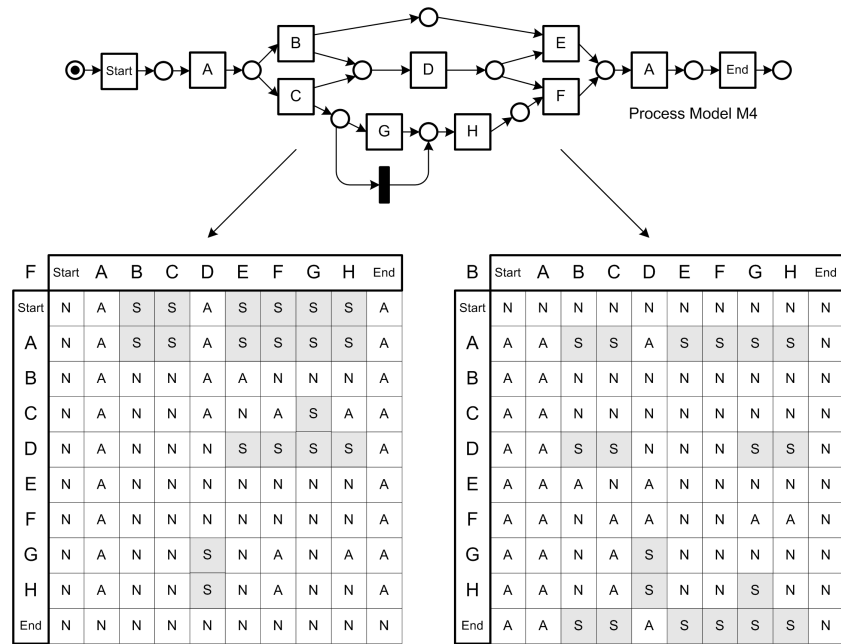 B
E
Start A D A End
C
F
G H
Process Model M4
F Start A B C D E F G H End
Start N A S S A S S S S A
A N A S S A S S S S A
B N A N N A A N N N A
C N A N N A N A S A A
D N A N N N S S S S A
E N A N N N N N N N A
F N A N N N N N N N A
G N A N N S N A N A A
H N A N N S N A N N A
End N N N N N N N N N N
B Start A B C D E F G H End
Start N N N N N N N N N N
A A A S S A S S S S N
B A A N N N N N N N N
C A A N N N N N N N N
D A A S S N N N S S N
E A A A N A N N N N N
F A A N A A N N A A N
G A A N A S N N N N N
H A A N A S N N S N N
End A A S S A S S S S N